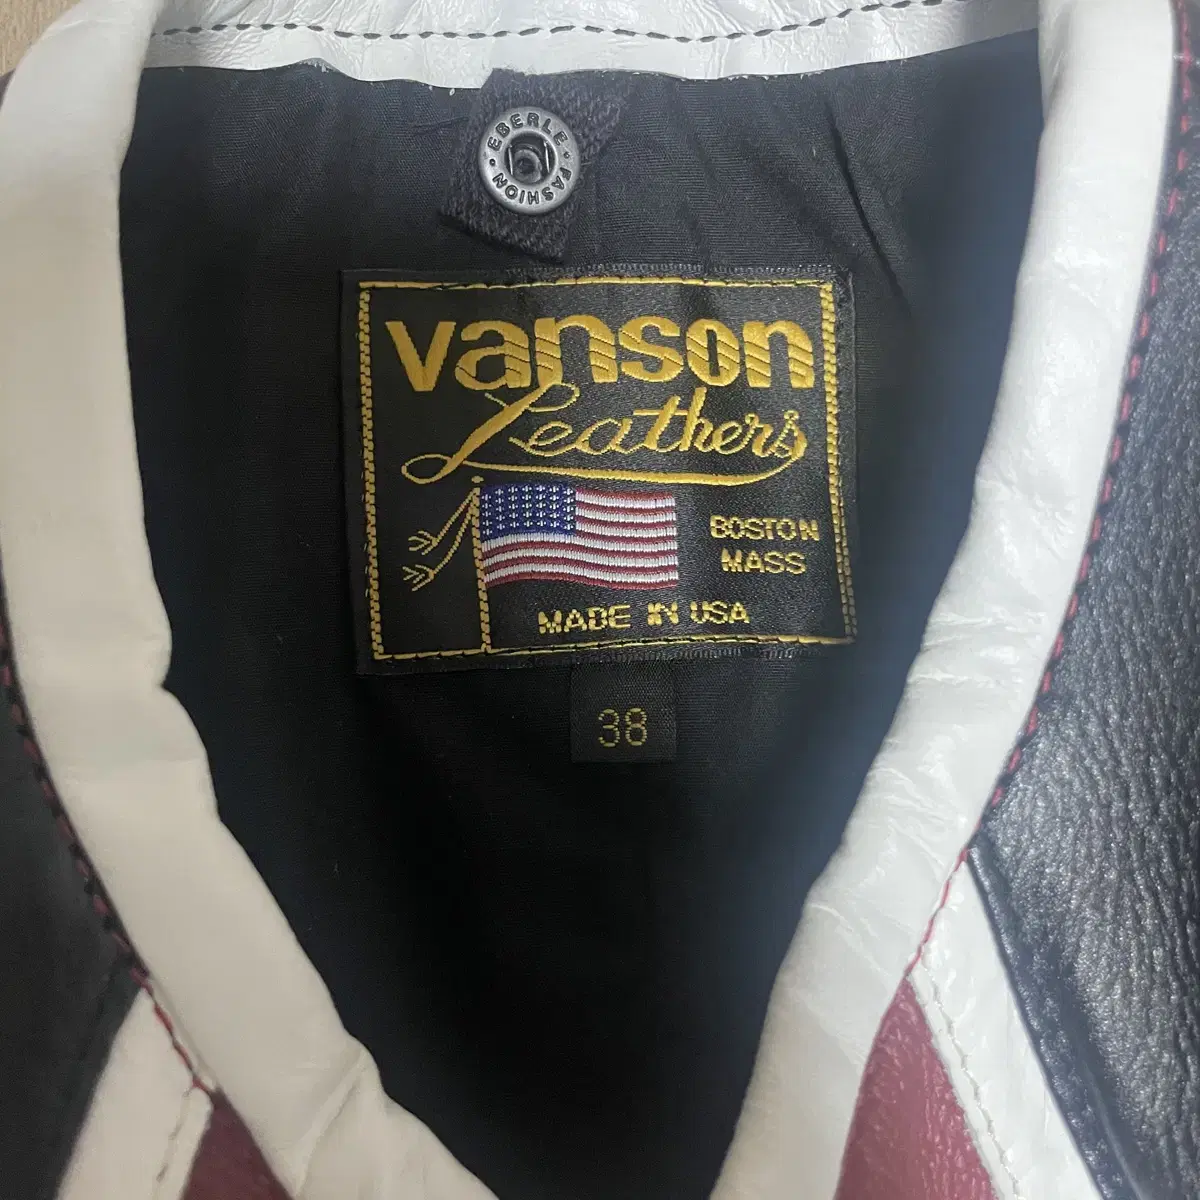 EBERLE • FASHION •
vanson
Leathers
BOSTON
MASS
MADE IN USA
38